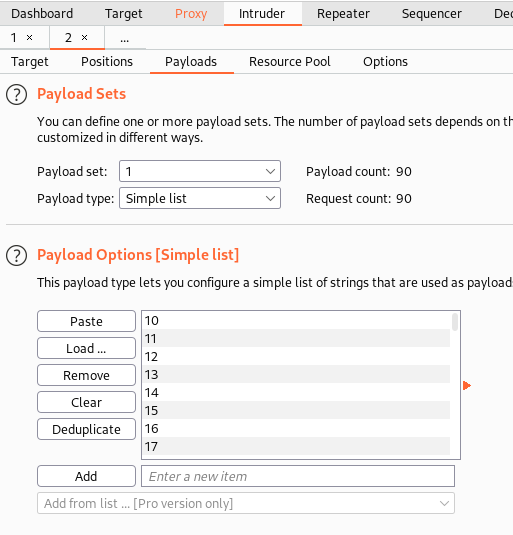 Dashboard Target Proxy Intruder Repeater Sequencer
1 × 2 × ...
Target Positions Payloads Resource Pool Options
? Payload Sets
You can define one or more payload sets. The number of payload sets depends on
customized in different ways.
Payload set: 1 Payload count: 90
Payload type: Simple list Request count: 90
? Payload Options [Simple list]
This payload type lets you configure a simple list of strings that are used as payloads
Paste
Load ...
Remove
Clear
Deduplicate
10
11
12
13
14
15
16
17
Add Enter a new item
Add from list ... [Pro version only]